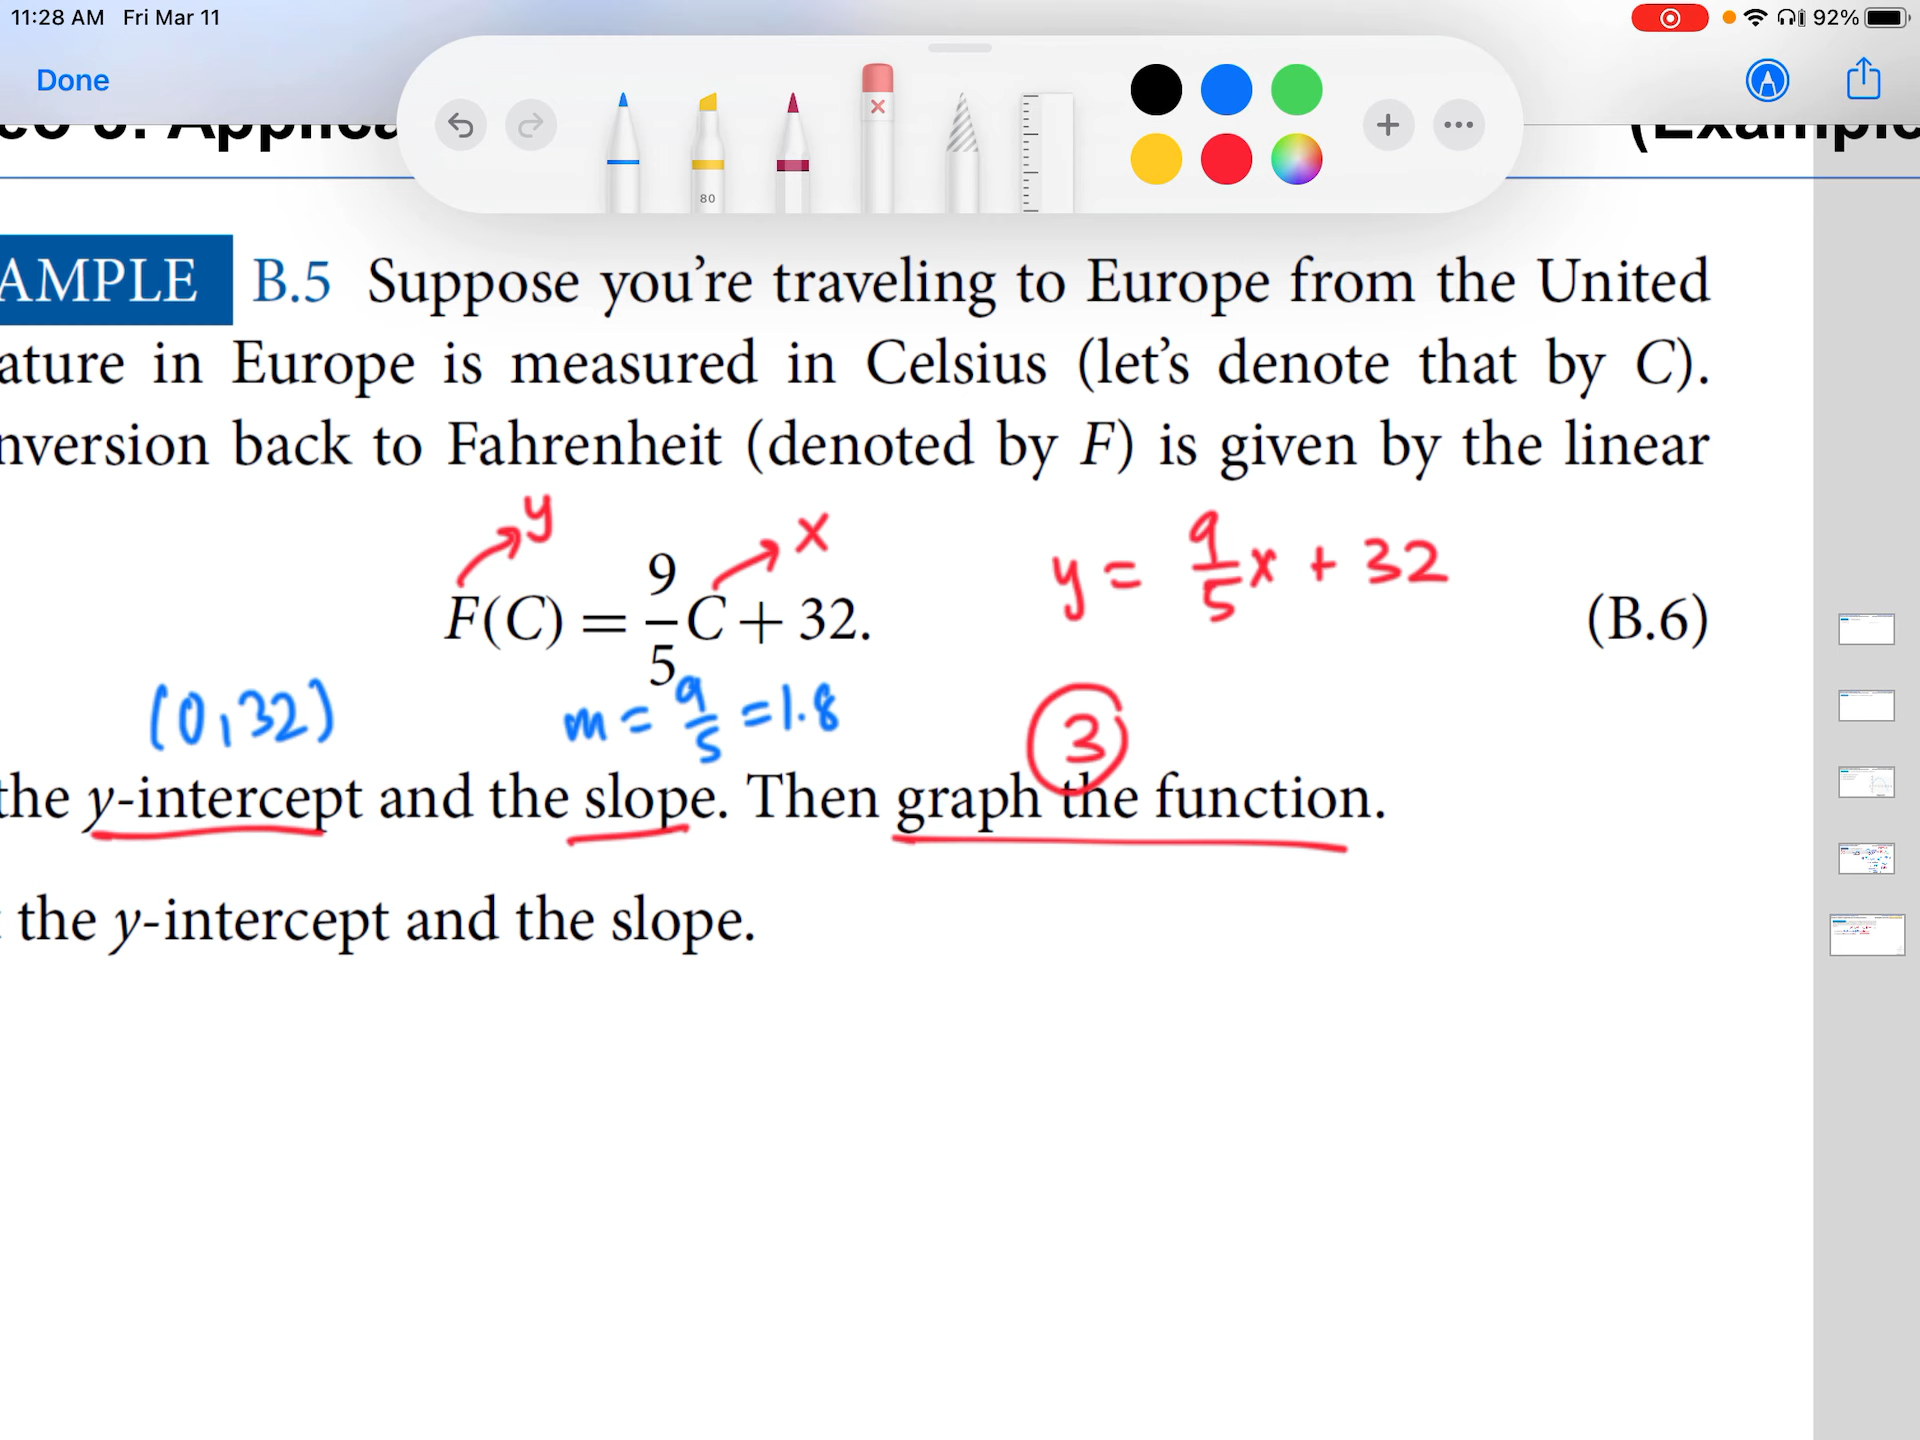 11:28 AM Fri Mar 11
92%
Done
80
(Example
AMPLE B.5 Suppose you're traveling to Europe from the United
ature in Europe is measured in Celsius (let's denote that by C).
nversion back to Fahrenheit (denoted by F) is given by the linear
y
x
y = 9/5 x + 32
F(C) = 9/5 C + 32.
(B.6)
(0,32)
m = 9/5 = 1.8
3
the y-intercept and the slope. Then graph the function.
the y-intercept and the slope.